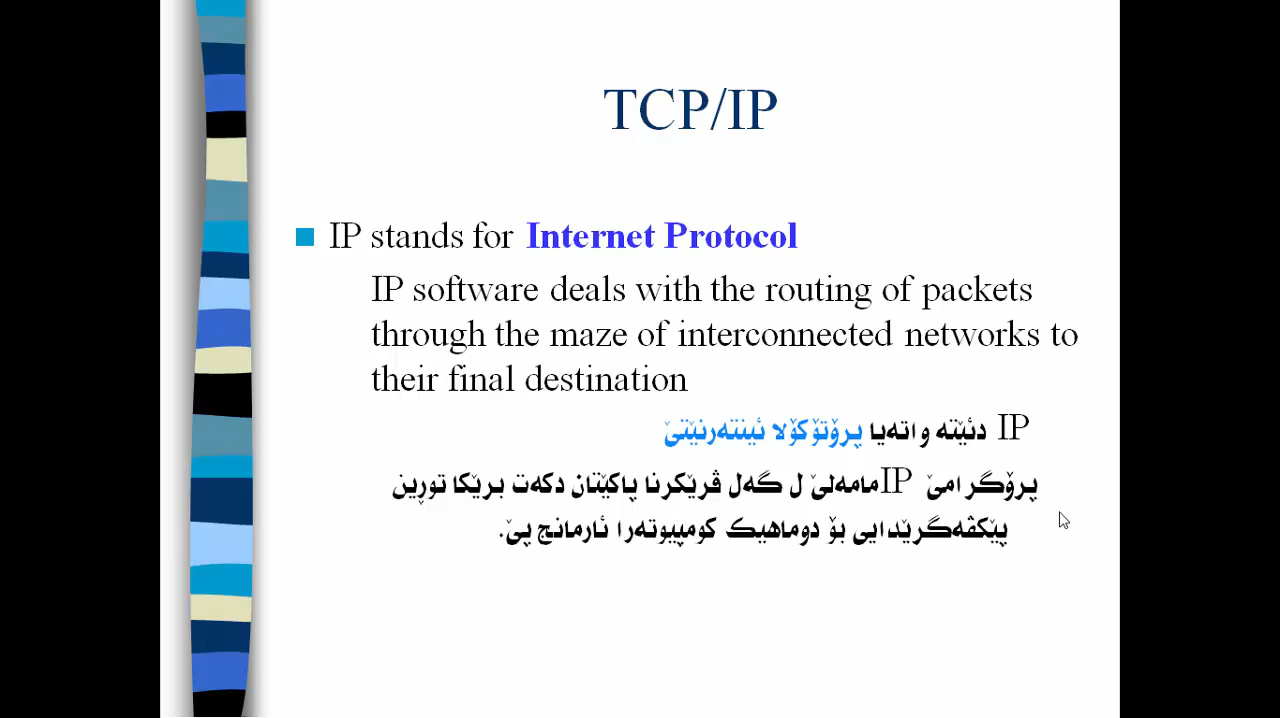 TCP/IP
IP stands for Internet Protocol
IP software deals with the routing of packets
through the maze of interconnected networks to
their final destination
IP دئێتە واتەیا پرۆتۆکۆلا ئینتەرنێتێ
پرۆگرامێ IPمامەلێ ل گەل ڤرێکرنا پاکێتان دکەت برێکا تورێن
پێکڤەگرێدایی بۆ دوماهیک کومپیوتەرا ئارمانج پێ.